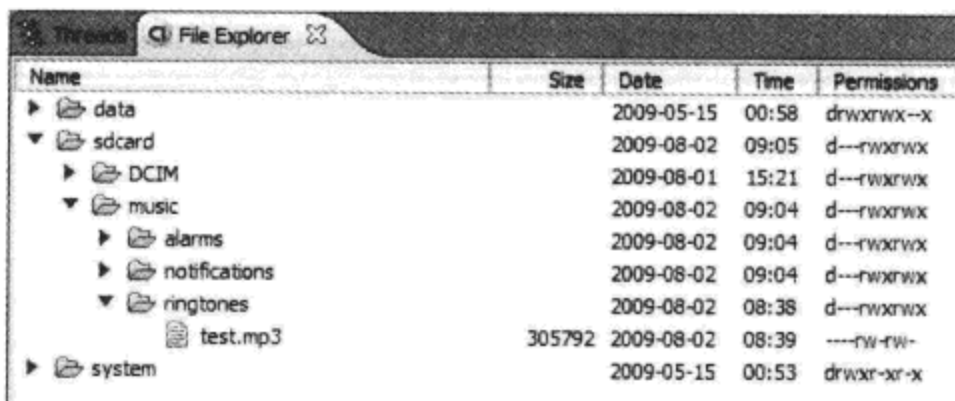 Threads File Explorer
Name Size Date Time Permissions
data 2009-05-15 00:58 drwxrwx--x
sdcard 2009-08-02 09:05 d---rwxrwx
DCIM 2009-08-01 15:21 d---rwxrwx
music 2009-08-02 09:04 d---rwxrwx
alarms 2009-08-02 09:04 d---rwxrwx
notifications 2009-08-02 09:04 d---rwxrwx
ringtones 2009-08-02 08:38 d---rwxrwx
test.mp3 305792 2009-08-02 08:39 ----rw-rw-
system 2009-05-15 00:53 drwxr-xr-x